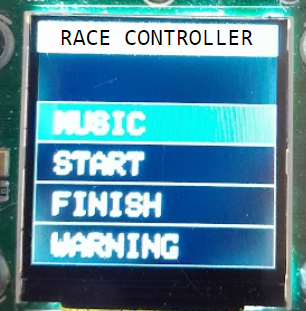 RACE CONTROLLER
MUSIC
START
FINISH
WARNING